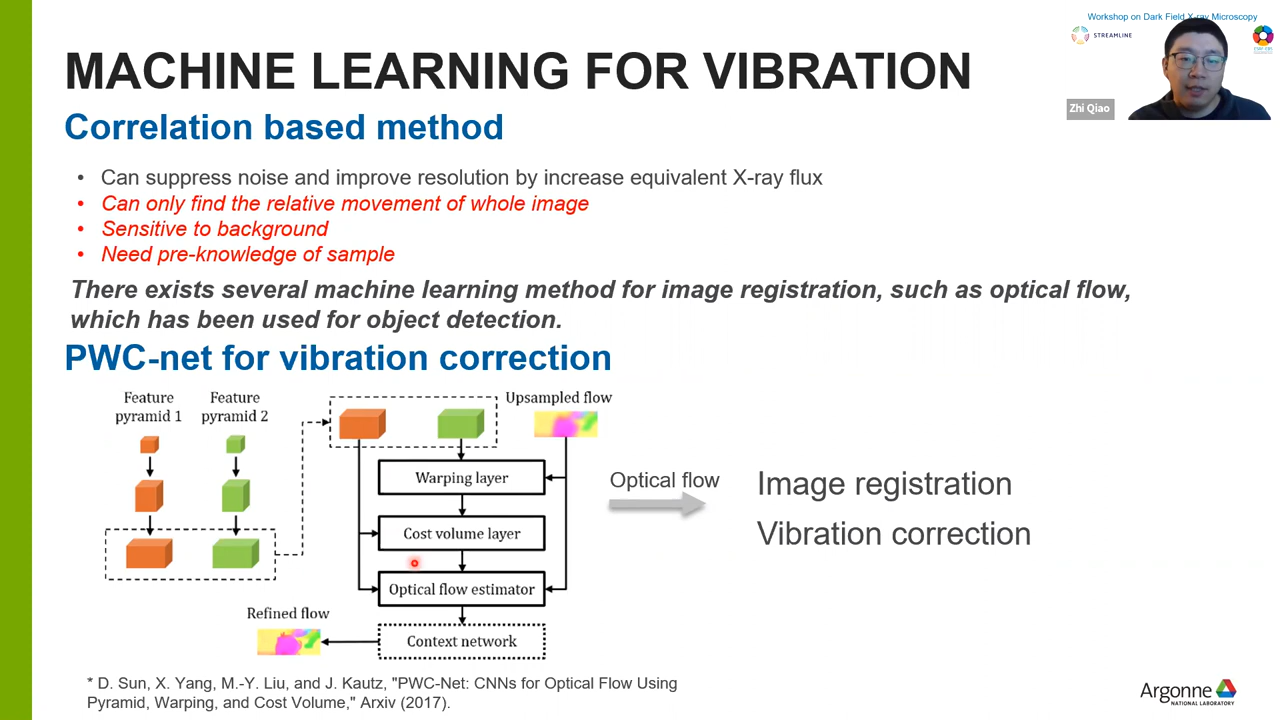 Workshop on Dark Field X-ray Microscopy
STREAMLINE
Zhi Qiao
MACHINE LEARNING FOR VIBRATION
Correlation based method
• Can suppress noise and improve resolution by increase equivalent X-ray flux
• Can only find the relative movement of whole image
• Sensitive to background
• Need pre-knowledge of sample
There exists several machine learning method for image registration, such as optical flow,
which has been used for object detection.
PWC-net for vibration correction
Feature
pyramid 1
Feature
pyramid 2
Upsampled flow
Warping layer
Cost volume layer
Optical flow estimator
Context network
Refined flow
Optical flow
Image registration
Vibration correction
* D. Sun, X. Yang, M.-Y. Liu, and J. Kautz, "PWC-Net: CNNs for Optical Flow Using
Pyramid, Warping, and Cost Volume," Arxiv (2017).
Argonne
NATIONAL LABORATORY